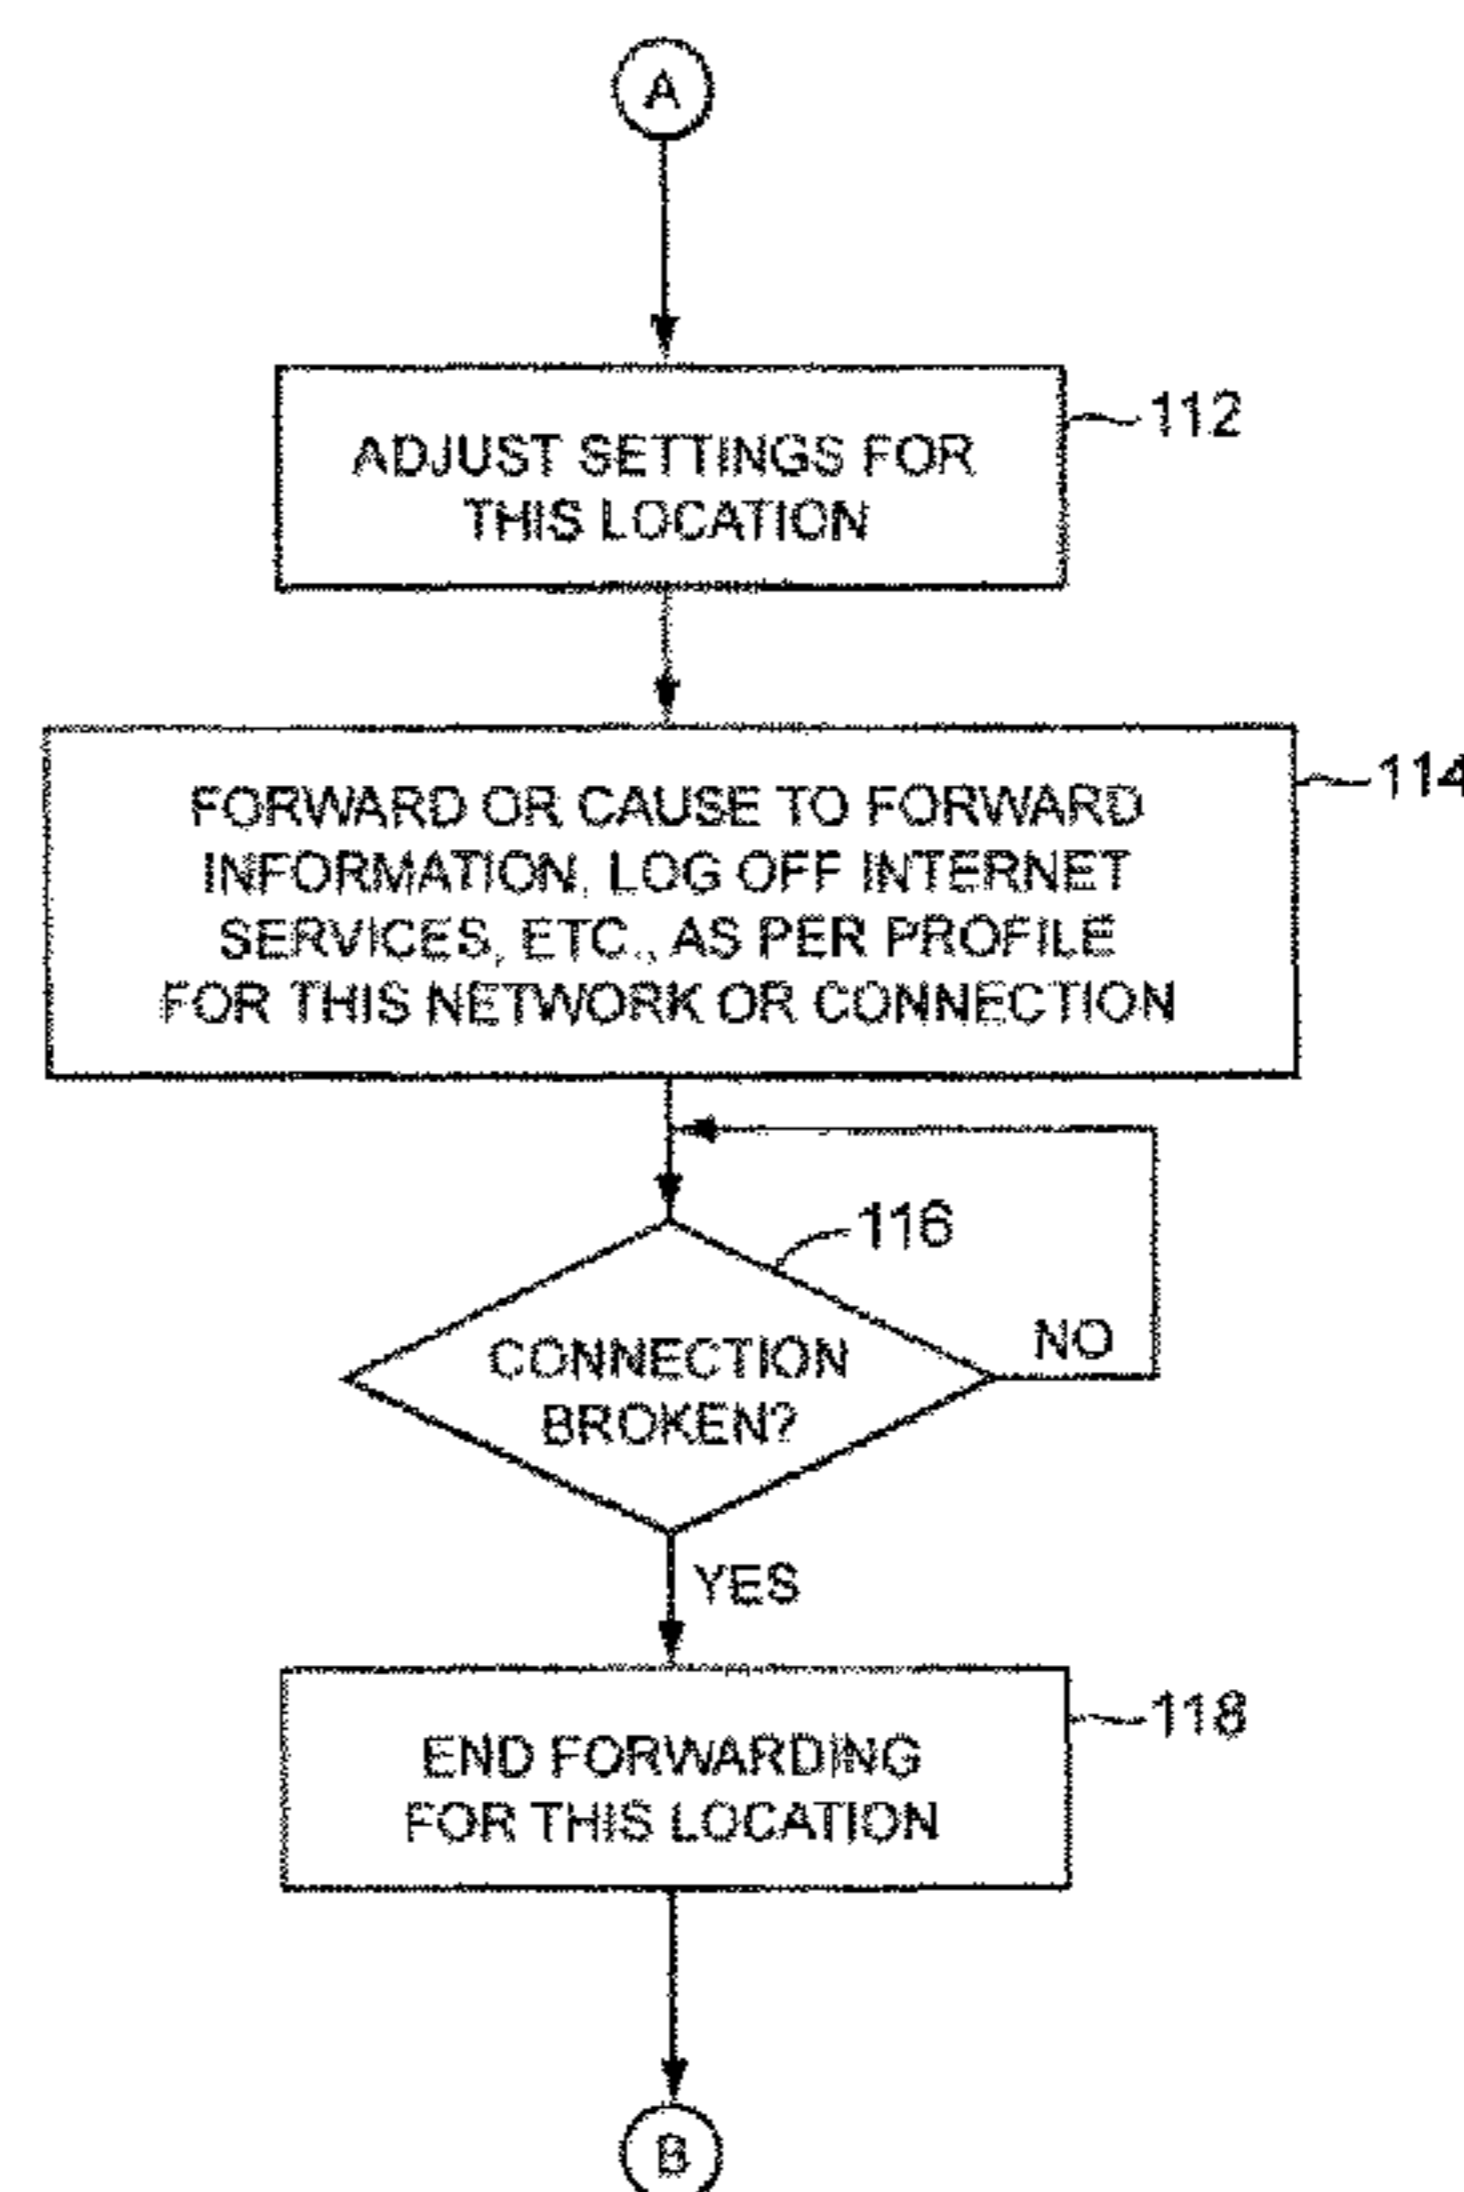 A
ADJUST SETTINGS FOR
THIS LOCATION
112
FORWARD OR CAUSE TO FORWARD
INFORMATION, LOG OFF INTERNET
SERVICES, ETC., AS PER PROFILE
FOR THIS NETWORK OR CONNECTION
114
116
CONNECTION
BROKEN?
NO
YES
END FORWARDING
FOR THIS LOCATION
118
B